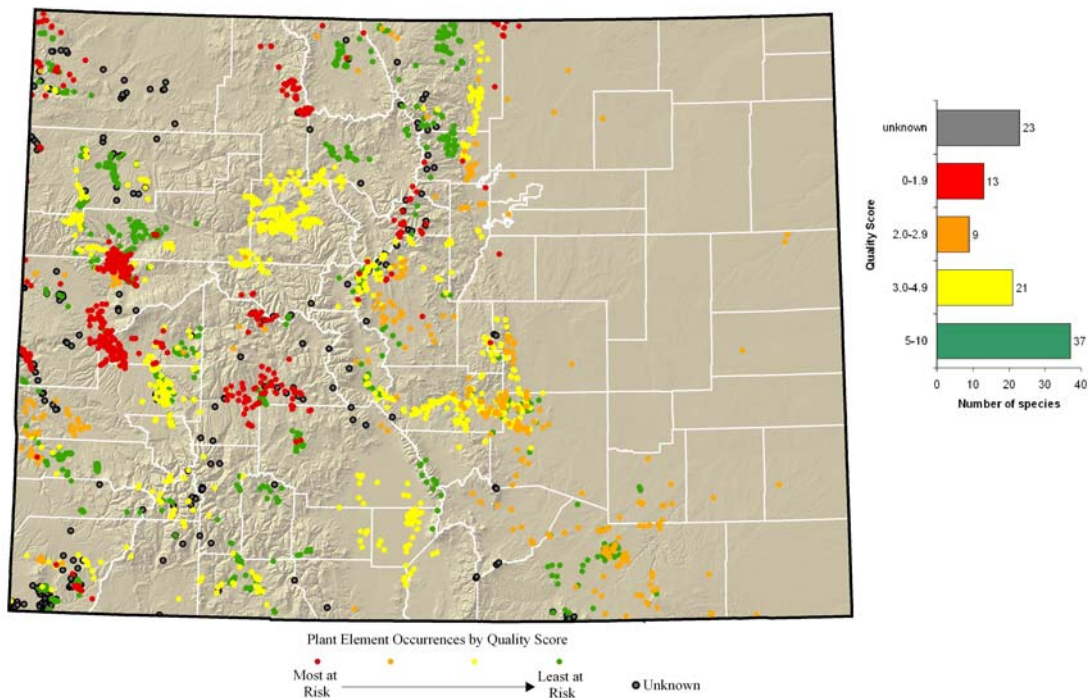 unknown
23
0-1.9
13
2.0-2.9
9
3.0-4.9
21
5-10
37
0 10 20 30 40
Number of species
Quality Score
Plant Element Occurrences by Quality Score
Most at Risk
Least at Risk
Unknown